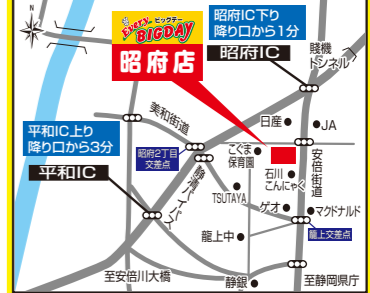 Every ビッグデー
BIGDAY
昭府店
昭府IC下り
降り口から1分
昭府IC
賤機
トンネル
美和街道
日産
JA
平和IC上り
降り口から3分
平和IC
昭府2丁目
交差点
こぐま
保育園
安倍街道
石川
こんにゃく
静清バイパス
TSUTAYA
ゲオ
マクドナルド
籠上交差点
籠上中
至安倍川大橋
静銀
至静岡県庁